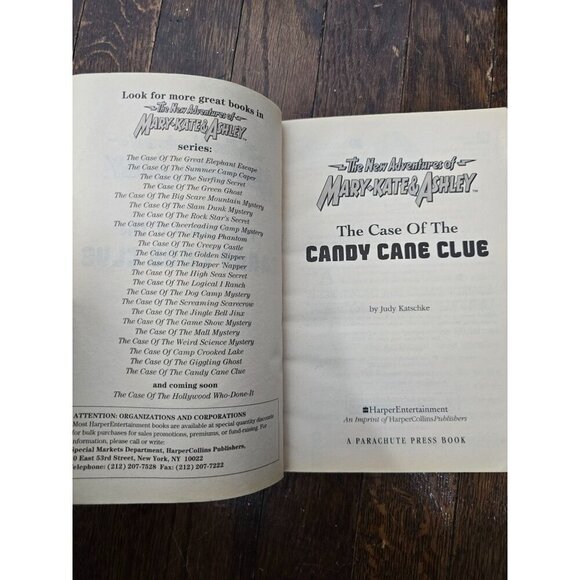 Look for more great books in
The New Adventures of
MARY-KATE & ASHLEY
series:
The Case Of The Great Elephant Escape
The Case Of The Summer Camp Caper
The Case Of The Surfing Secret
The Case Of The Green Ghost
The Case Of The Big Scare Mountain Mystery
The Case Of The Slam Dunk Mystery
The Case Of The Rock Star's Secret
The Case Of The Cheerleading Camp Mystery
The Case Of The Flying Phantom
The Case Of The Creepy Castle
The Case Of The Golden Slipper
The Case Of The Flapper 'Napper
The Case Of The High Seas Secret
The Case Of The Logical I Ranch
The Case Of The Dog Camp Mystery
The Case Of The Screaming Scarecrow
The Case Of The Jingle Bell Jinx
The Case Of The Game Show Mystery
The Case Of The Mall Mystery
The Case Of The Weird Science Mystery
The Case Of Camp Crooked Lake
The Case Of The Giggling Ghost
The Case Of The Candy Cane Clue
and coming soon
The Case Of The Hollywood Who-Done-It
ATTENTION: ORGANIZATIONS AND CORPORATIONS
Most HarperEntertainment books are available at special quantity discounts
for bulk purchases for sales promotions, premiums, or fund-raising. For
information, please call or write:
Special Markets Department, HarperCollins Publishers,
10 East 53rd Street, New York, NY 10022
Telephone: (212) 207-7528 Fax: (212) 207-7222
The New Adventures of
MARY-KATE & ASHLEY™
The Case Of The
CANDY CANE CLUE
by Judy Katschke
HarperEntertainment
An Imprint of HarperCollinsPublishers
A PARACHUTE PRESS BOOK